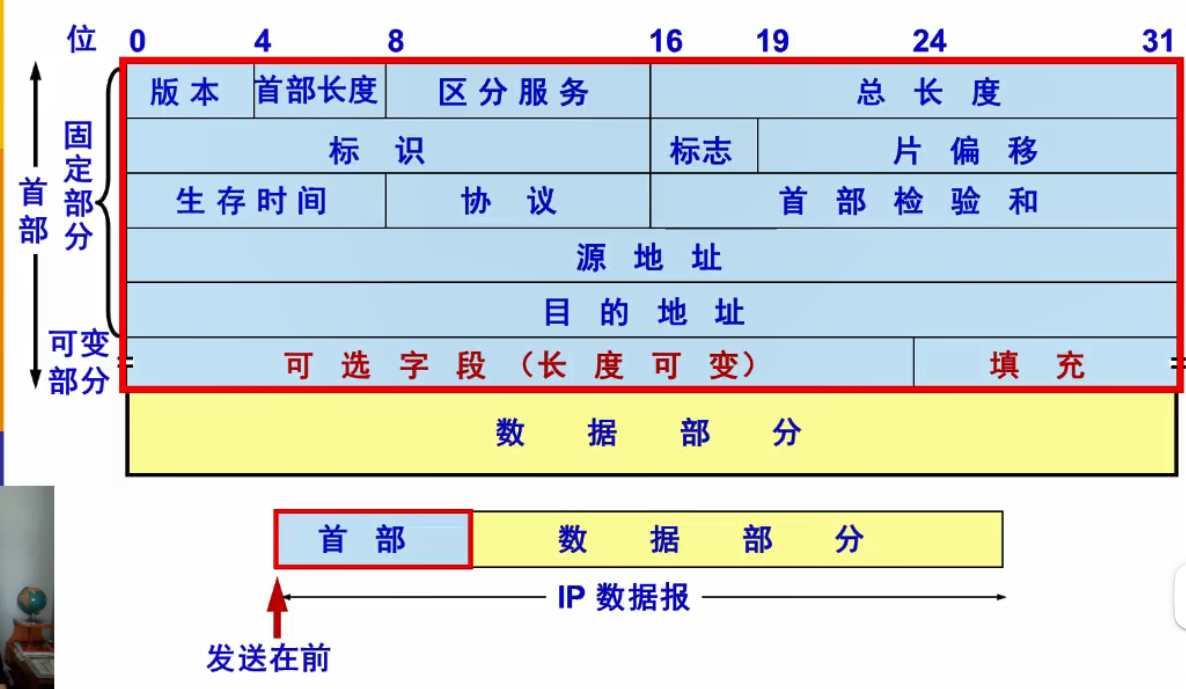 位 0 4 8 16 19 24 31
版本 首部长度 区分服务 总长度
标识 标志 片偏移
生存时间 协议 首部检验和
源地址
目的地址
可选字段（长度可变） 填充
首部
固定部分
可变
部分
数据部分
首部 数据部分
IP 数据报
发送在前